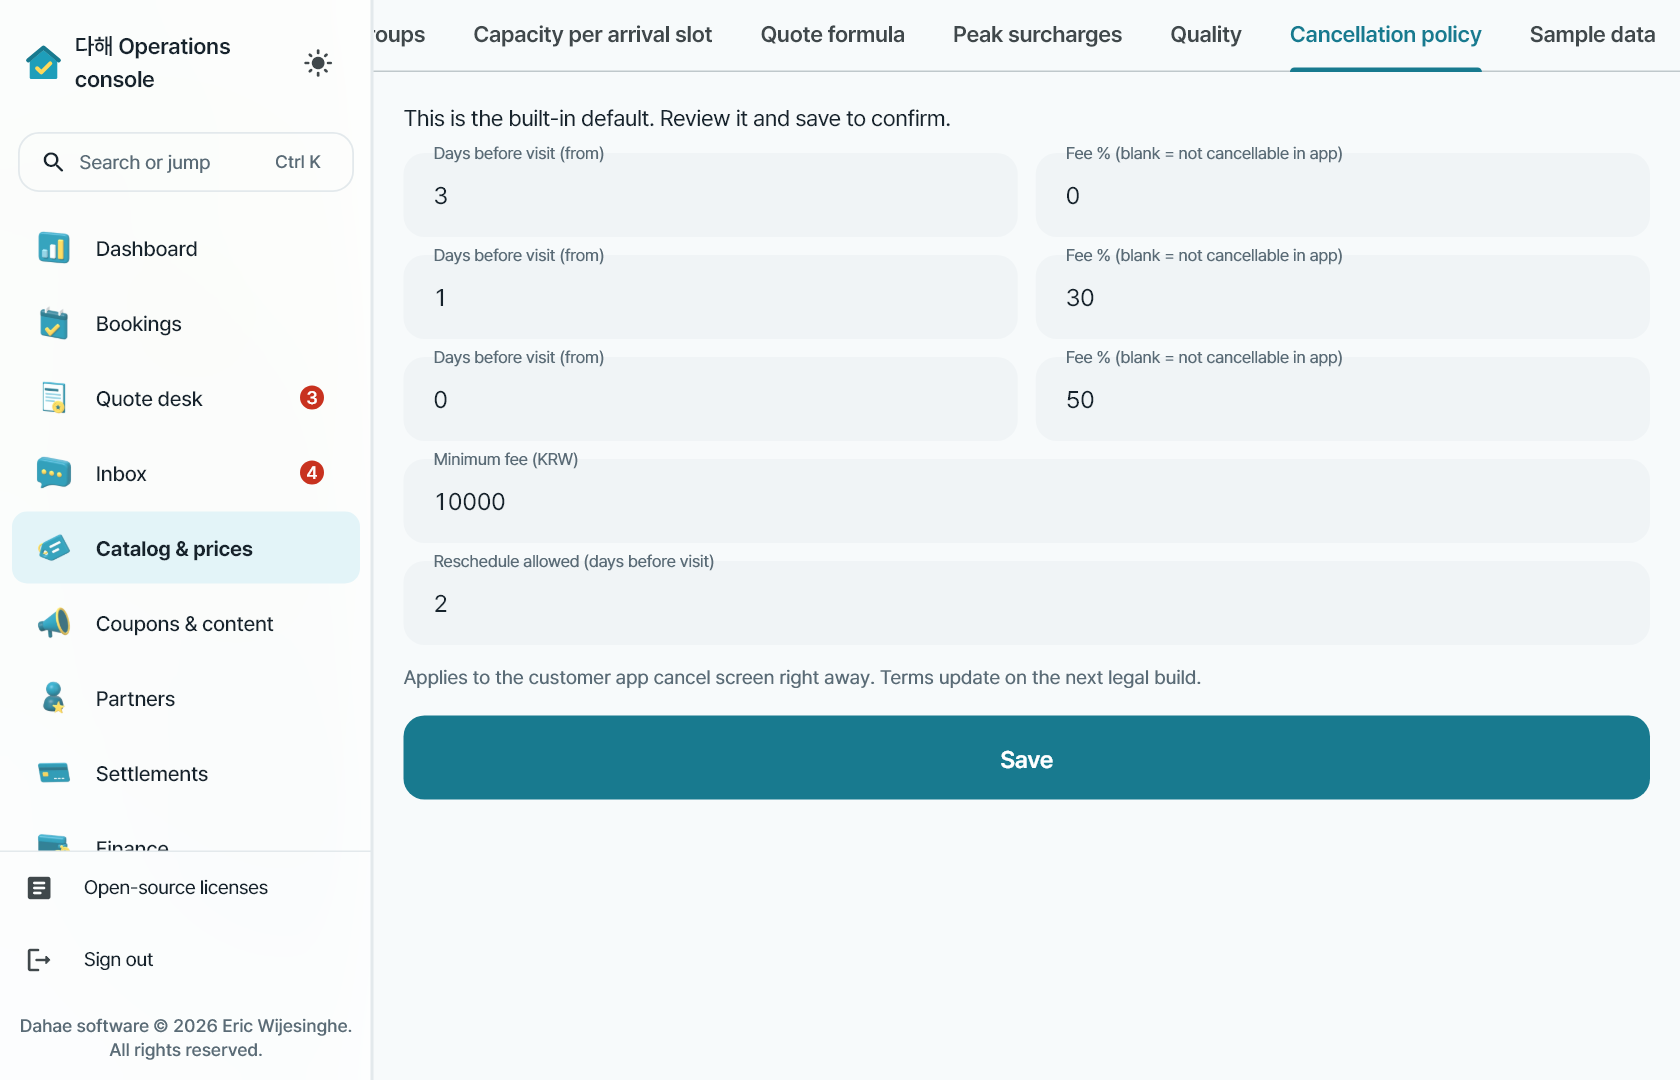 다해 Operations
console
Search or jump Ctrl K
Dashboard
Bookings
Quote desk 3
Inbox 4
Catalog & prices
Coupons & content
Partners
Settlements
Finance
Open-source licenses
Sign out
Dahae software © 2026 Eric Wijesinghe.
All rights reserved.
oups Capacity per arrival slot Quote formula Peak surcharges Quality Cancellation policy Sample data
This is the built-in default. Review it and save to confirm.
Days before visit (from) Fee % (blank = not cancellable in app)
3 0
Days before visit (from) Fee % (blank = not cancellable in app)
1 30
Days before visit (from) Fee % (blank = not cancellable in app)
0 50
Minimum fee (KRW)
10000
Reschedule allowed (days before visit)
2
Applies to the customer app cancel screen right away. Terms update on the next legal build.
Save